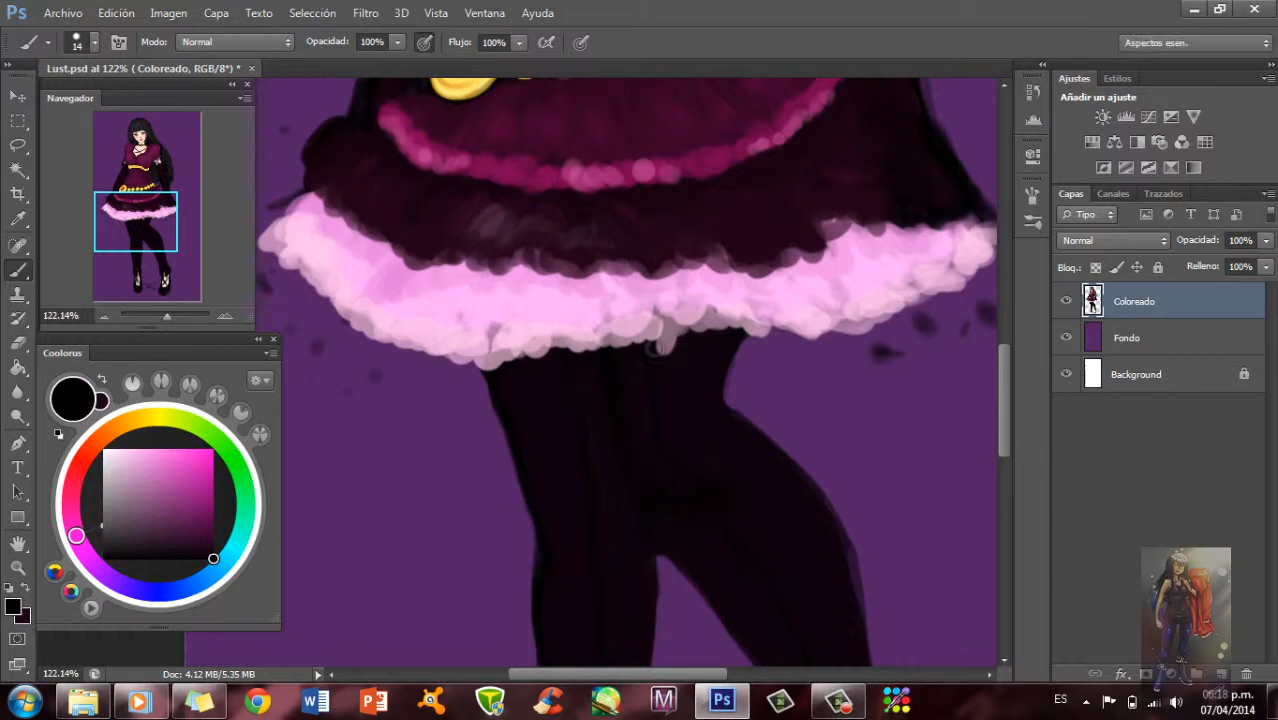 Ps Archivo Edición Imagen Capa Texto Selección Filtro 3D Vista Ventana Ayuda
14 Modo: Normal Opacidad: 100% Flujo: 100% Aspectos esen.
Lust.psd al 122% ( Coloreado, RGB/8*) *
Navegador
122.14%
Colorus
Ajustes Estilos
Añadir un ajuste
Capas Canales Trazados
Tipo
Normal Opacidad: 100%
Bloq.: Relleno: 100%
Coloreado
Fondo
Background
122.14% Doc: 4.12 MB/5.35 MB
W P M Ps ES 06:18 p.m.
07/04/2014